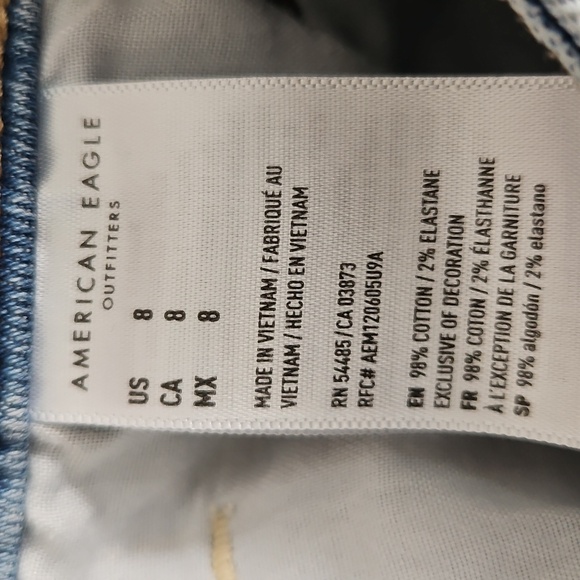 AMERICAN EAGLE
OUTFITTERS
US 8
CA 8
MX 8
MADE IN VIETNAM / FABRIQUÉ AU
VIETNAM / HECHO EN VIETNAM
RN 54485 / CA 03873
RFC# AEM120605U9A
EN 98% COTTON / 2% ELASTANE
EXCLUSIVE OF DECORATION
FR 98% COTON / 2% ÉLASTHANNE
À L'EXCEPTION DE LA GARNITURE
SP 98% algodón / 2% elastano